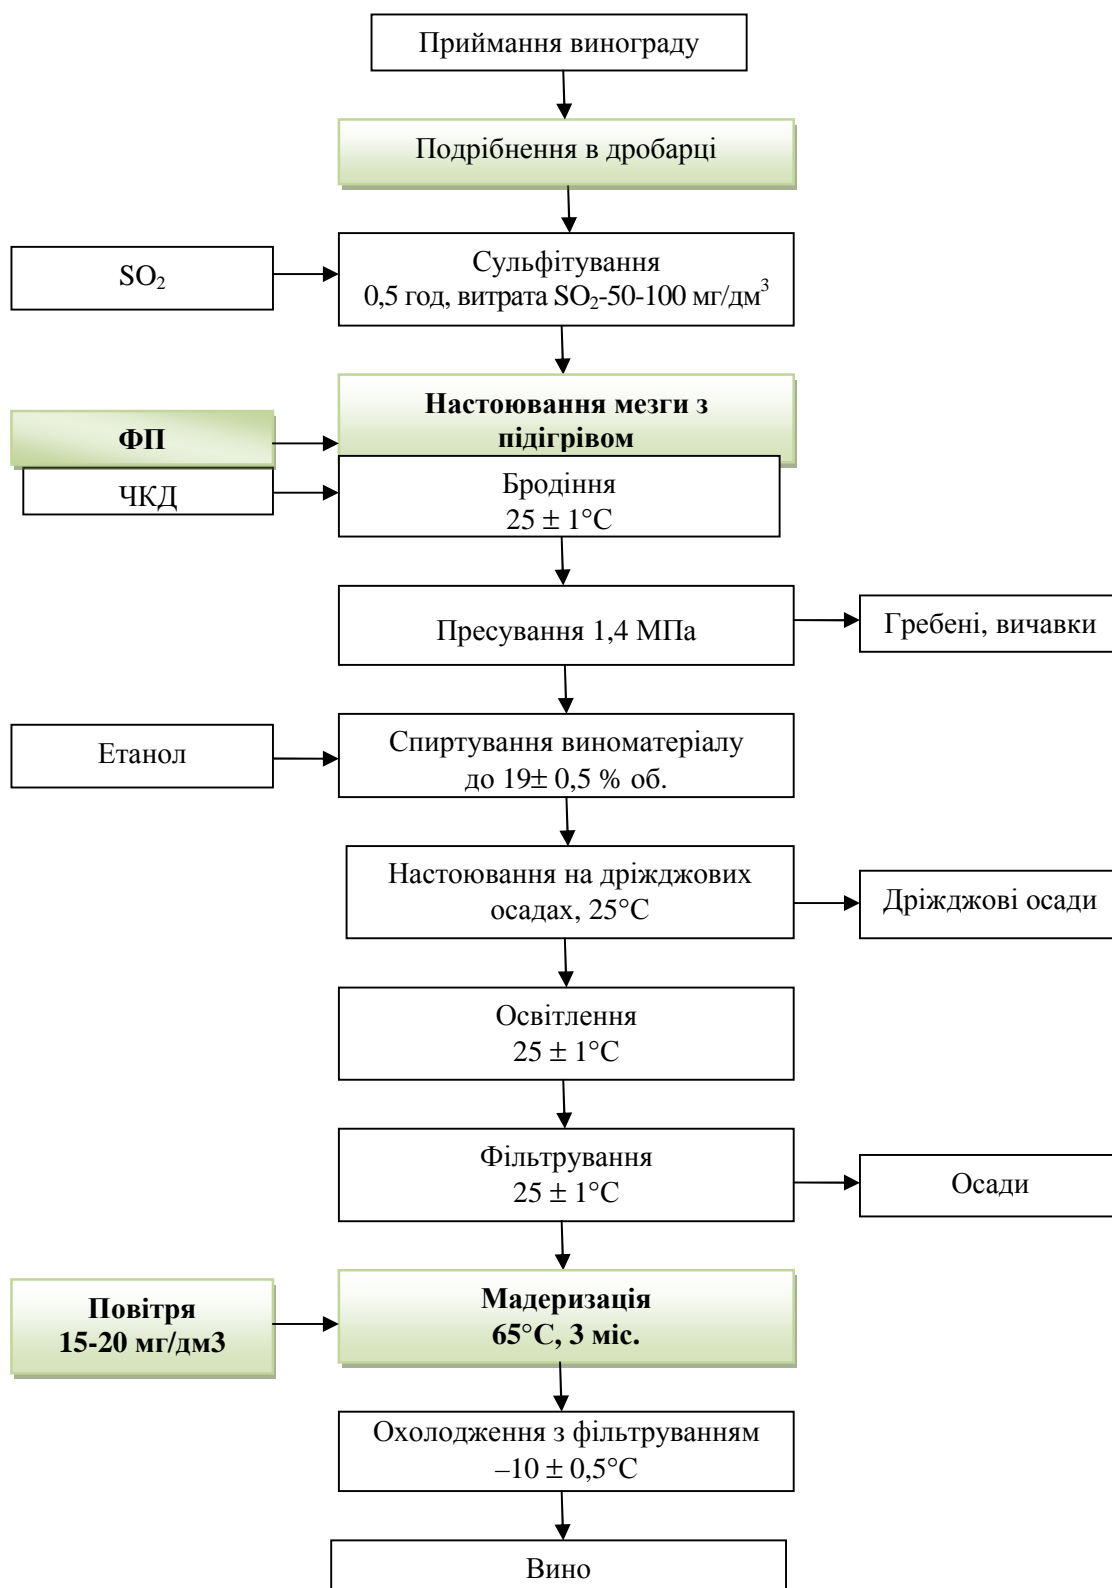 Приймання винограду
Подрібнення в дробарці
SO₂
Сульфітування
0,5 год, витрата SO₂-50-100 мг/дм³
ФП
Настоювання мезги з
підігрівом
ЧКД
Бродіння
25 ± 1°С
Пресування 1,4 МПа
Гребені, вичавки
Етанол
Спиртування виноматеріалу
до 19± 0,5 % об.
Настоювання на дріжджових
осадах, 25°С
Дріжджові осади
Освітлення
25 ± 1°С
Фільтрування
25 ± 1°С
Осади
Повітря
15-20 мг/дм3
Мадеризація
65°С, 3 міс.
Охолодження з фільтруванням
–10 ± 0,5°С
Вино